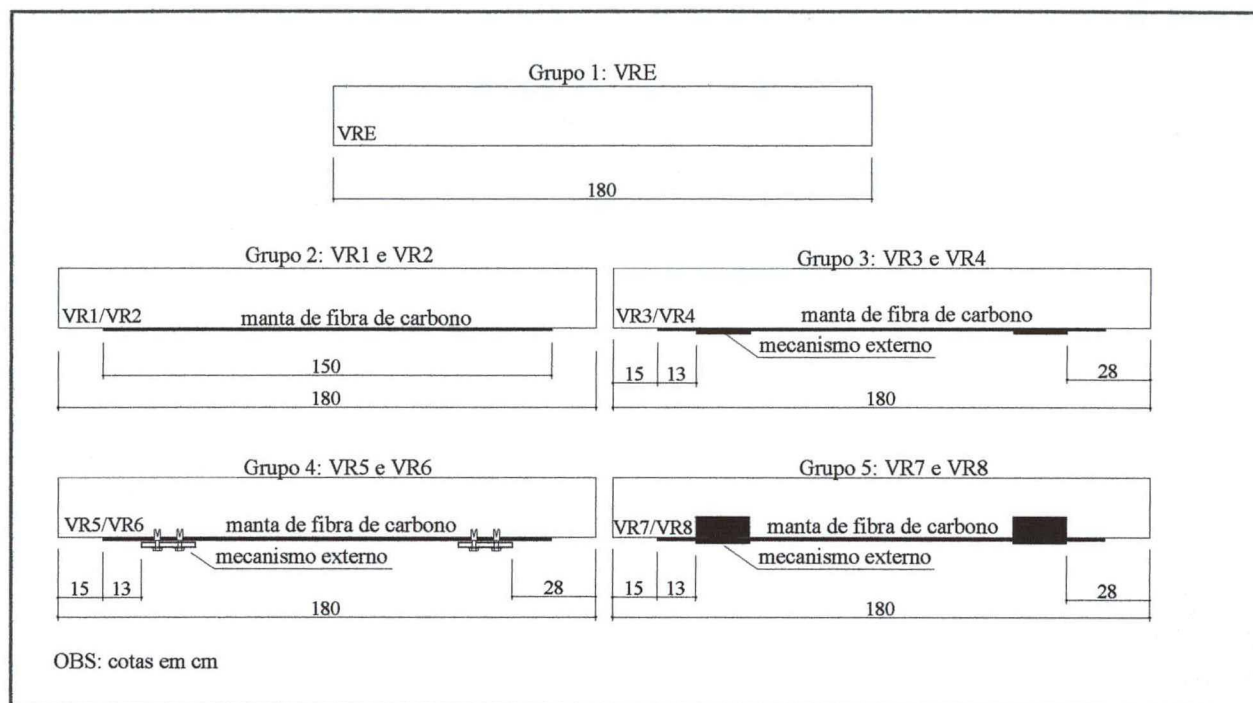 Grupo 1: VRE
VRE
180
Grupo 2: VR1 e VR2
VR1/VR2 manta de fibra de carbono
150
180
Grupo 3: VR3 e VR4
VR3/VR4 manta de fibra de carbono
mecanismo externo
15 13 28
180
Grupo 4: VR5 e VR6
VR5/VR6 manta de fibra de carbono
mecanismo externo
15 13 28
180
Grupo 5: VR7 e VR8
VR7/VR8 manta de fibra de carbono
mecanismo externo
15 13 28
180
OBS: cotas em cm